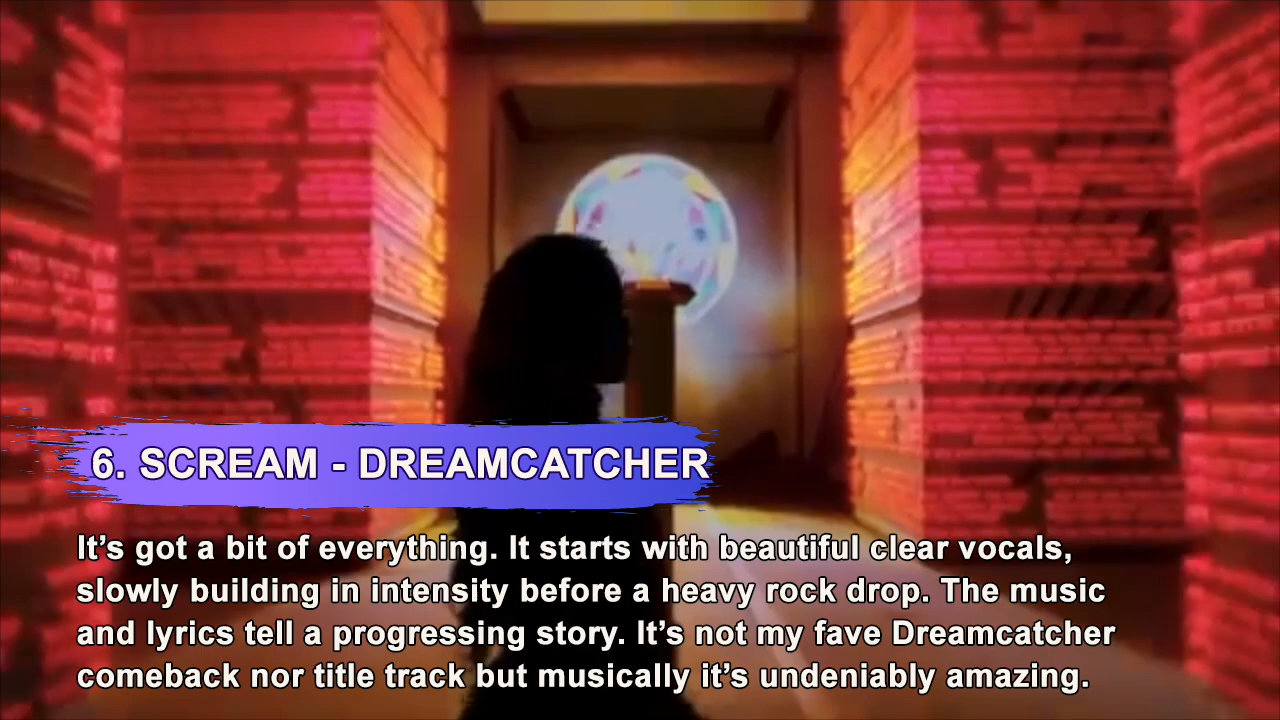 6. SCREAM - DREAMCATCHER
It’s got a bit of everything. It starts with beautiful clear vocals,
slowly building in intensity before a heavy rock drop. The music
and lyrics tell a progressing story. It’s not my fave Dreamcatcher
comeback nor title track but musically it’s undeniably amazing.